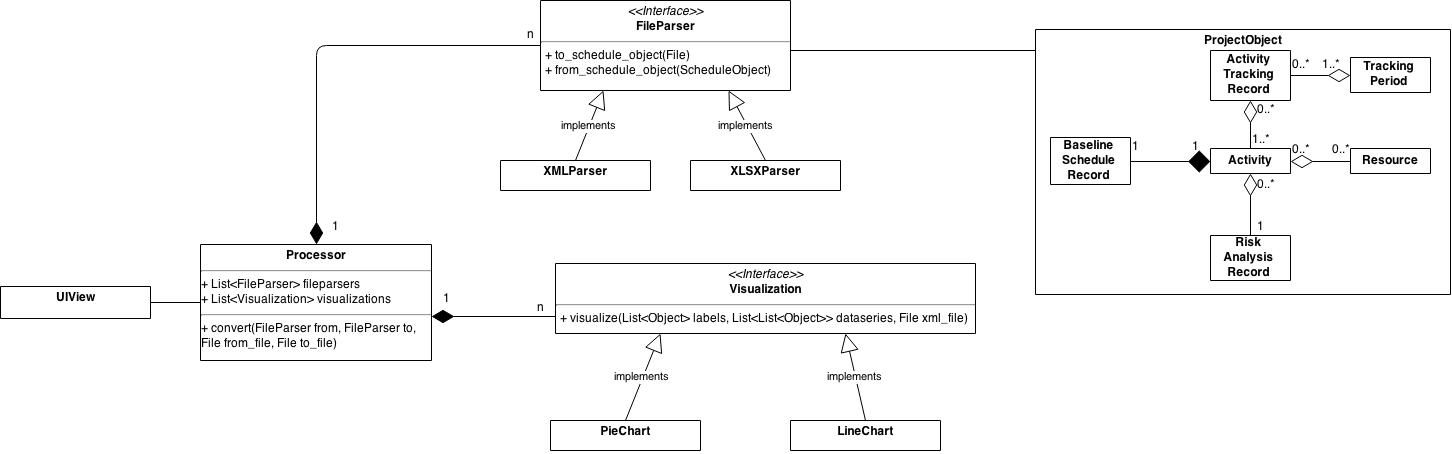 <<Interface>>
FileParser
n
+ to_schedule_object(File)
+ from_schedule_object(ScheduleObject)
implements
implements
XMLParser
XLSXParser
1
ProjectObject
Activity
Tracking
Record
0..*
1..*
Tracking
Period
0..*
1..*
Baseline
Schedule
Record
1
1
Activity
0..*
0..*
Resource
0..*
1
Risk
Analysis
Record
Processor
+ List<FileParser> fileparsers
+ List<Visualization> visualizations
+ convert(FileParser from, FileParser to,
File from_file, File to_file)
UIView
1
n
<<Interface>>
Visualization
+ visualize(List<Object> labels, List<List<Object>> dataseries, File xml_file)
implements
implements
PieChart
LineChart